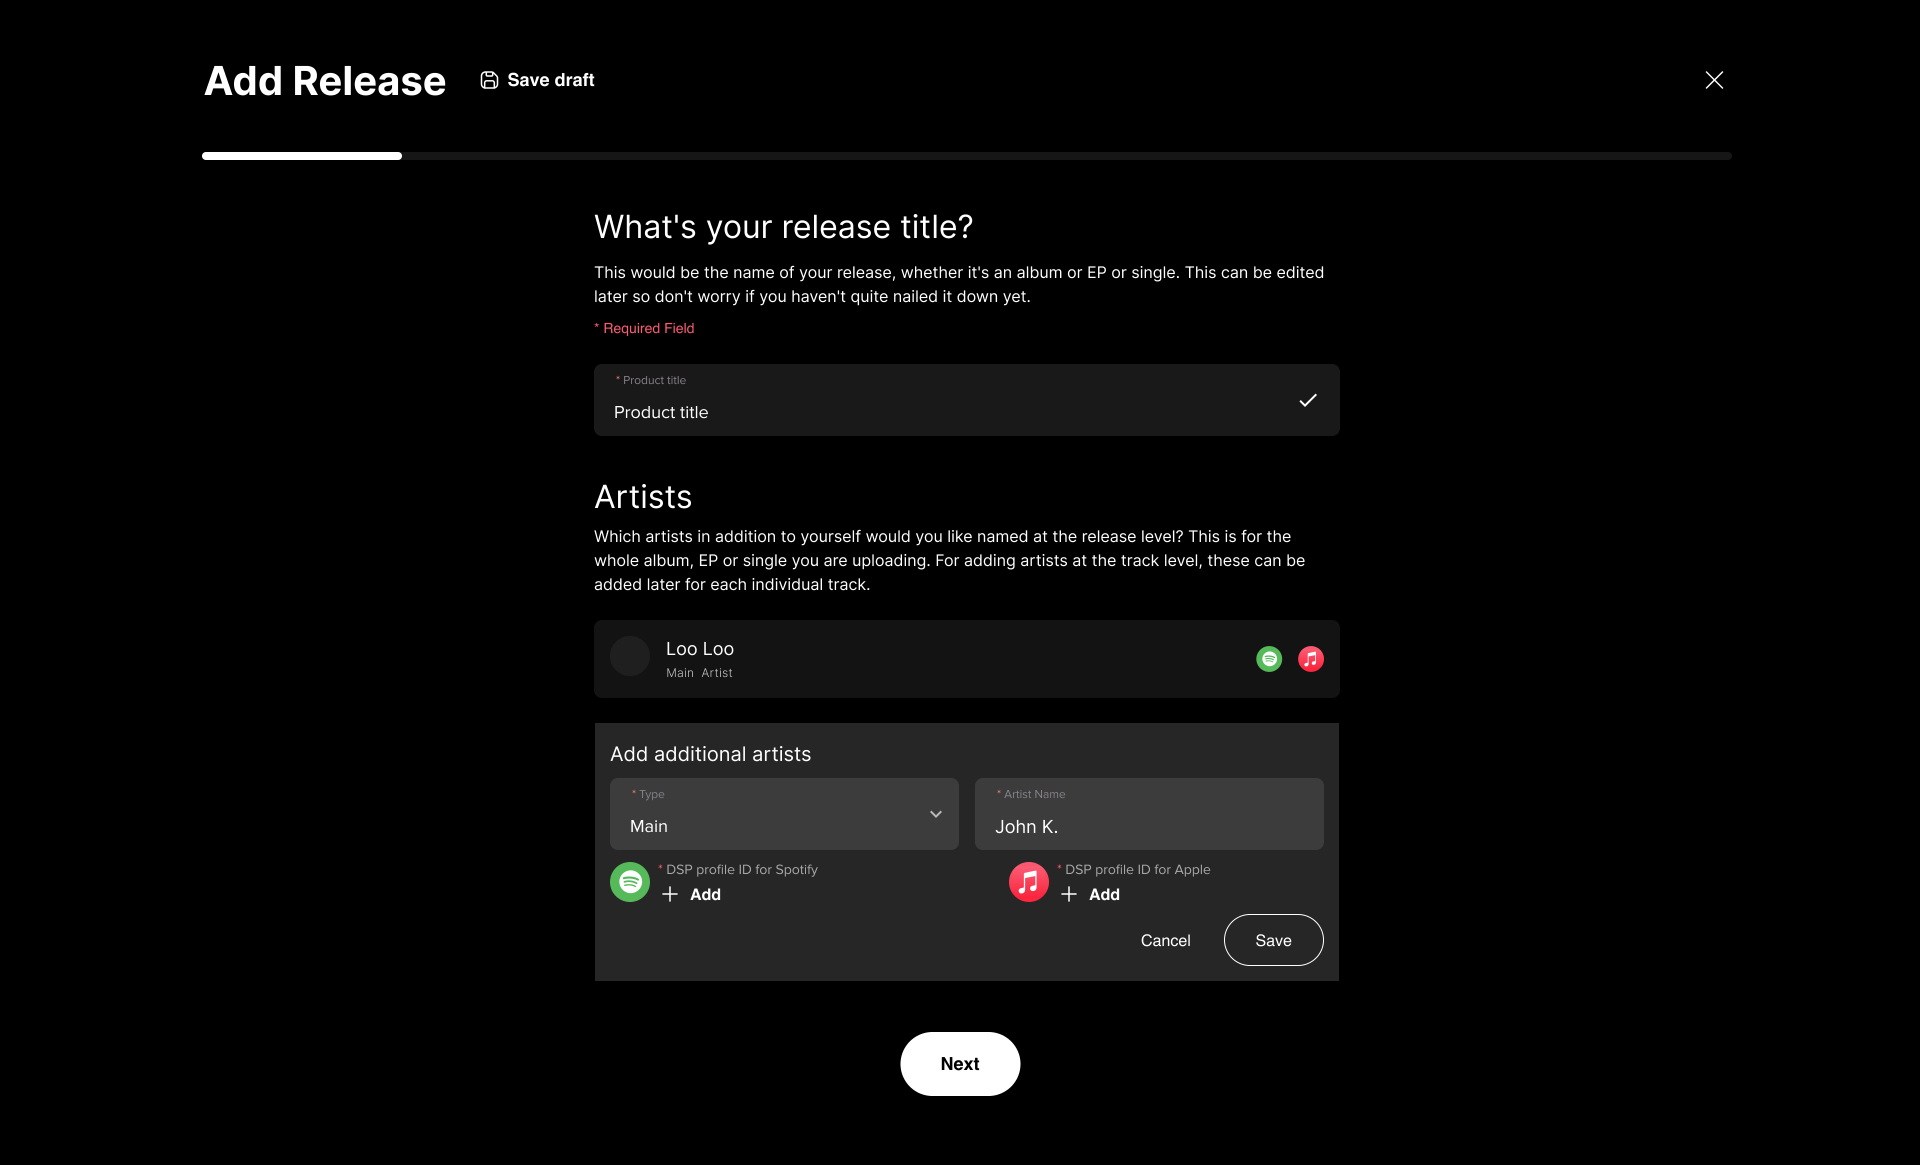 Add Release
Save draft
What's your release title?
This would be the name of your release, whether it's an album or EP or single. This can be edited
later so don't worry if you haven't quite nailed it down yet.
* Required Field
* Product title
Product title
Artists
Which artists in addition to yourself would you like named at the release level? This is for the
whole album, EP or single you are uploading. For adding artists at the track level, these can be
added later for each individual track.
Loo Loo
Main Artist
Add additional artists
* Type
Main
* Artist Name
John K.
* DSP profile ID for Spotify
Add
* DSP profile ID for Apple
Add
Cancel
Save
Next